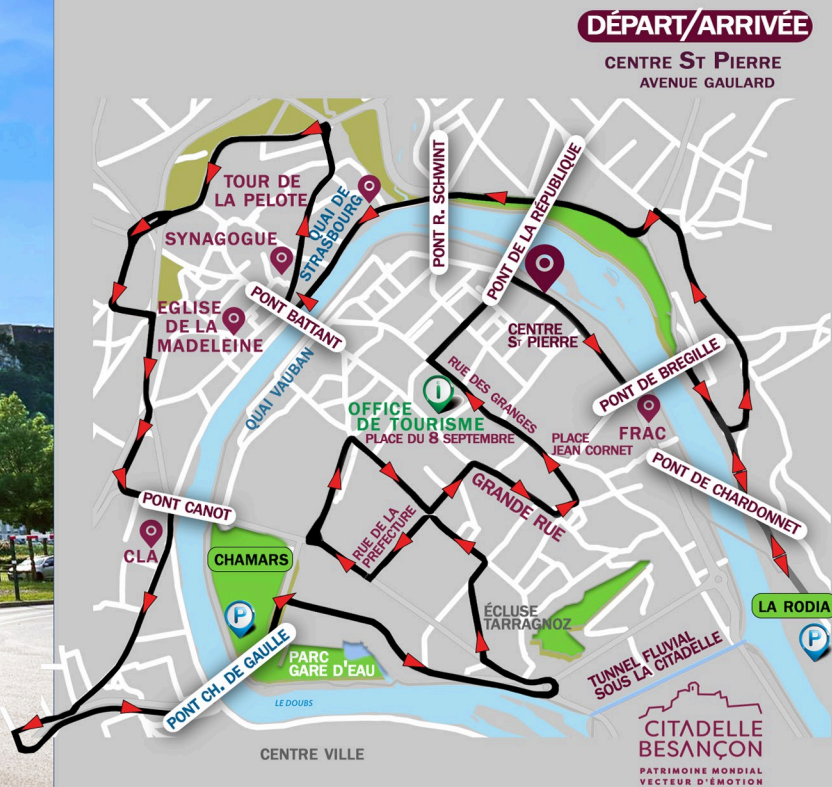 DÉPART/ARRIVÉE
CENTRE ST PIERRE
AVENUE GAULARD
TOUR DE
LA PELOTE
QUAI DE
STRASBOURG
PONT R. SCHWINT
PONT DE LA RÉPUBLIQUE
SYNAGOGUE
EGLISE
DE LA
MADELEINE
PONT BATTANT
QUAI VAUBAN
CENTRE
ST PIERRE
PONT DE BREGILLE
RUE DES GRANGES
i
OFFICE
DE TOURISME
PLACE DU 8 SEPTEMBRE
PLACE
JEAN CORNET
FRAC
PONT DE CHARDONNET
GRANDE RUE
RUE DE LA
PREFECTURE
PONT CANOT
CLA
CHAMARS
P
PONT CH. DE GAULLE
PARC
GARE D'EAU
ÉCLUSE
TARRAGNOZ
LA RODIA
P
TUNNEL FLUVIAL
SOUS LA CITADELLE
LE DOUBS
CENTRE VILLE
CITADELLE
BESANÇON
PATRIMOINE MONDIAL
VECTEUR D'ÉMOTION